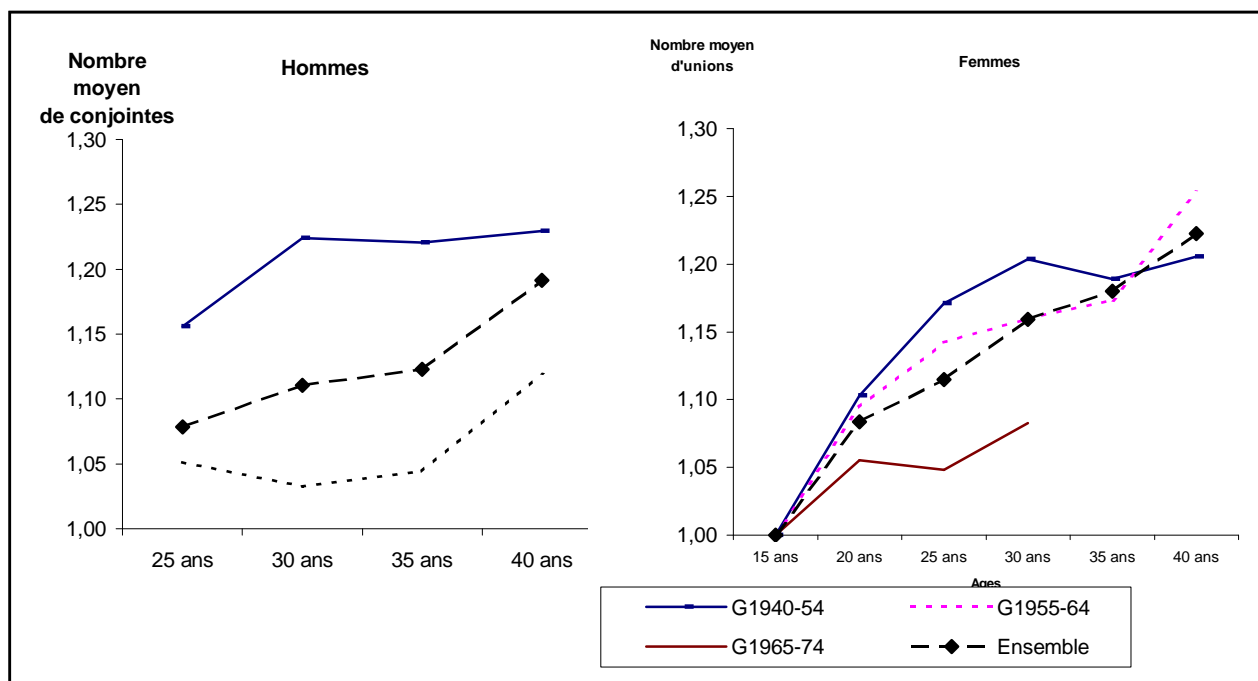 Nombre
moyen
de conjointes
Hommes
1,30
1,25
1,20
1,15
1,10
1,05
1,00
25 ans
30 ans
35 ans
40 ans
Nombre moyen
d'unions
Femmes
1,30
1,25
1,20
1,15
1,10
1,05
1,00
15 ans
20 ans
25 ans
30 ans
35 ans
40 ans
Ages
G1940-54
G1955-64
G1965-74
Ensemble